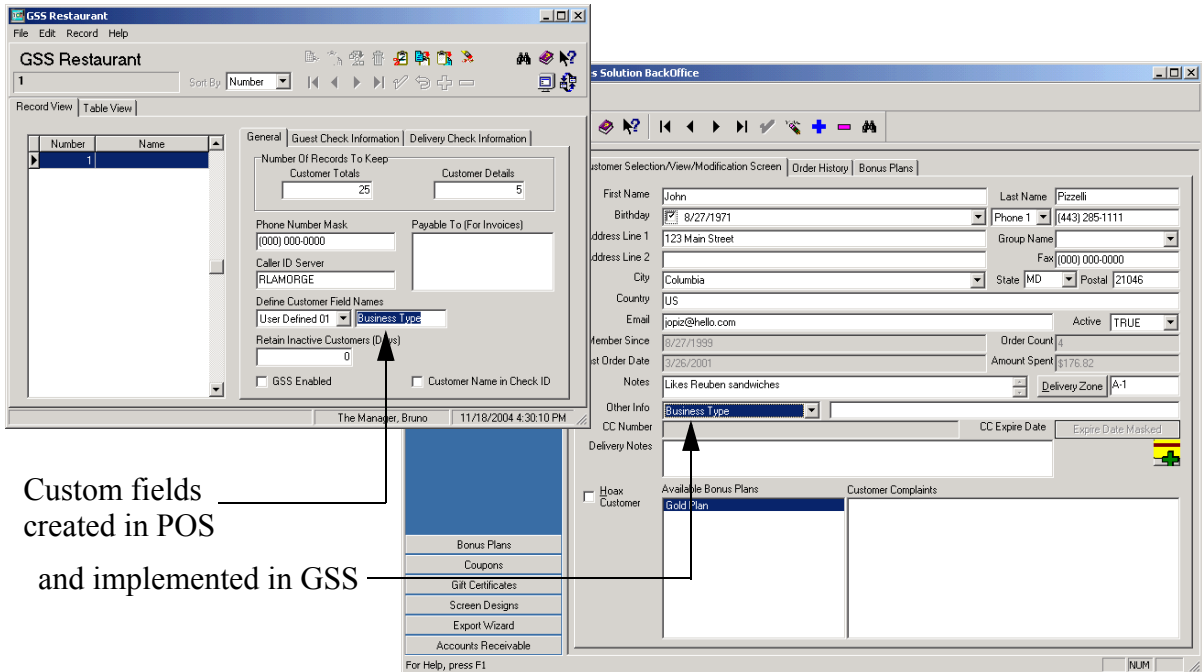 GSS Restaurant
File Edit Record Help
GSS Restaurant
1
Sort By Number
Record View Table View
Number Name
1
General Guest Check Information Delivery Check Information
Number Of Records To Keep
Customer Totals Customer Details
25 5
Phone Number Mask Payable To (For Invoices)
(000) 000-0000
Caller ID Server
RLAMORGE
Define Customer Field Names
User Defined 01 Business Type
Retain Inactive Customers (Days)
0
GSS Enabled Customer Name in Check ID
The Manager, Bruno 11/18/2004 4:30:10 PM
s Solution BackOffice
ustomer Selection/View/Modification Screen Order History Bonus Plans
First Name John Last Name Pizzelli
Birthday 8/27/1971 Phone 1 (443) 285-1111
ddress Line 1 123 Main Street Group Name
ddress Line 2 Fax (000) 000-0000
City Columbia State MD Postal 21046
Country US
Email jopiz@hello.com Active TRUE
Member Since 8/27/1999 Order Count 4
st Order Date 3/26/2001 Amount Spent $176.82
Notes Likes Reuben sandwiches Delivery Zone A-1
Other Info Business Type
CC Number CC Expire Date Expire Date Masked
Delivery Notes
Hoax Customer
Available Bonus Plans Customer Complaints
Gold Plan
Custom fields
created in POS
and implemented in GSS
Bonus Plans
Coupons
Gift Certificates
Screen Designs
Export Wizard
Accounts Receivable
For Help, press F1 NUM